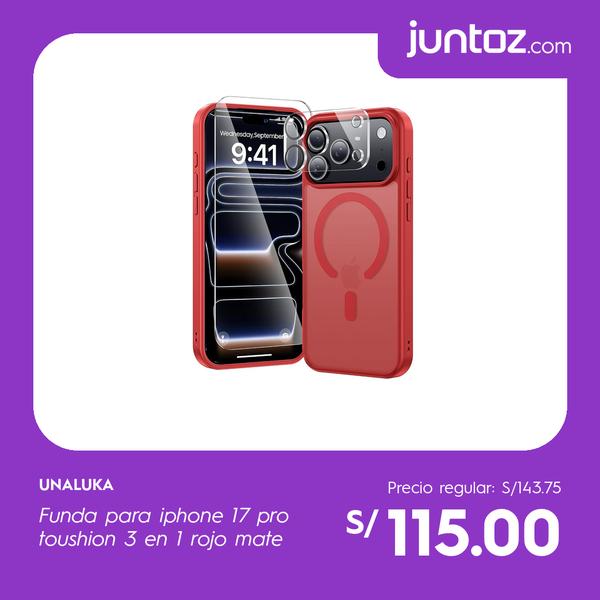 juntoz.com
Wednesday, September
9:41
UNALUKA
Funda para iphone 17 pro
toushion 3 en 1 rojo mate
Precio regular: S/143.75
S/115.00